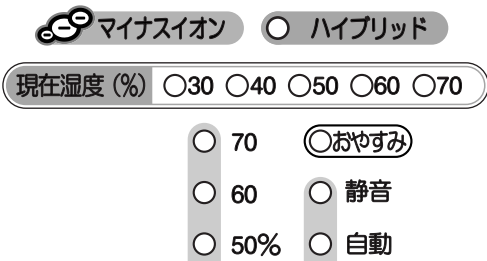 マイナスイオン ハイブリッド
現在湿度 (%) 30 40 50 60 70
70 おやすみ
60 静音
50% 自動